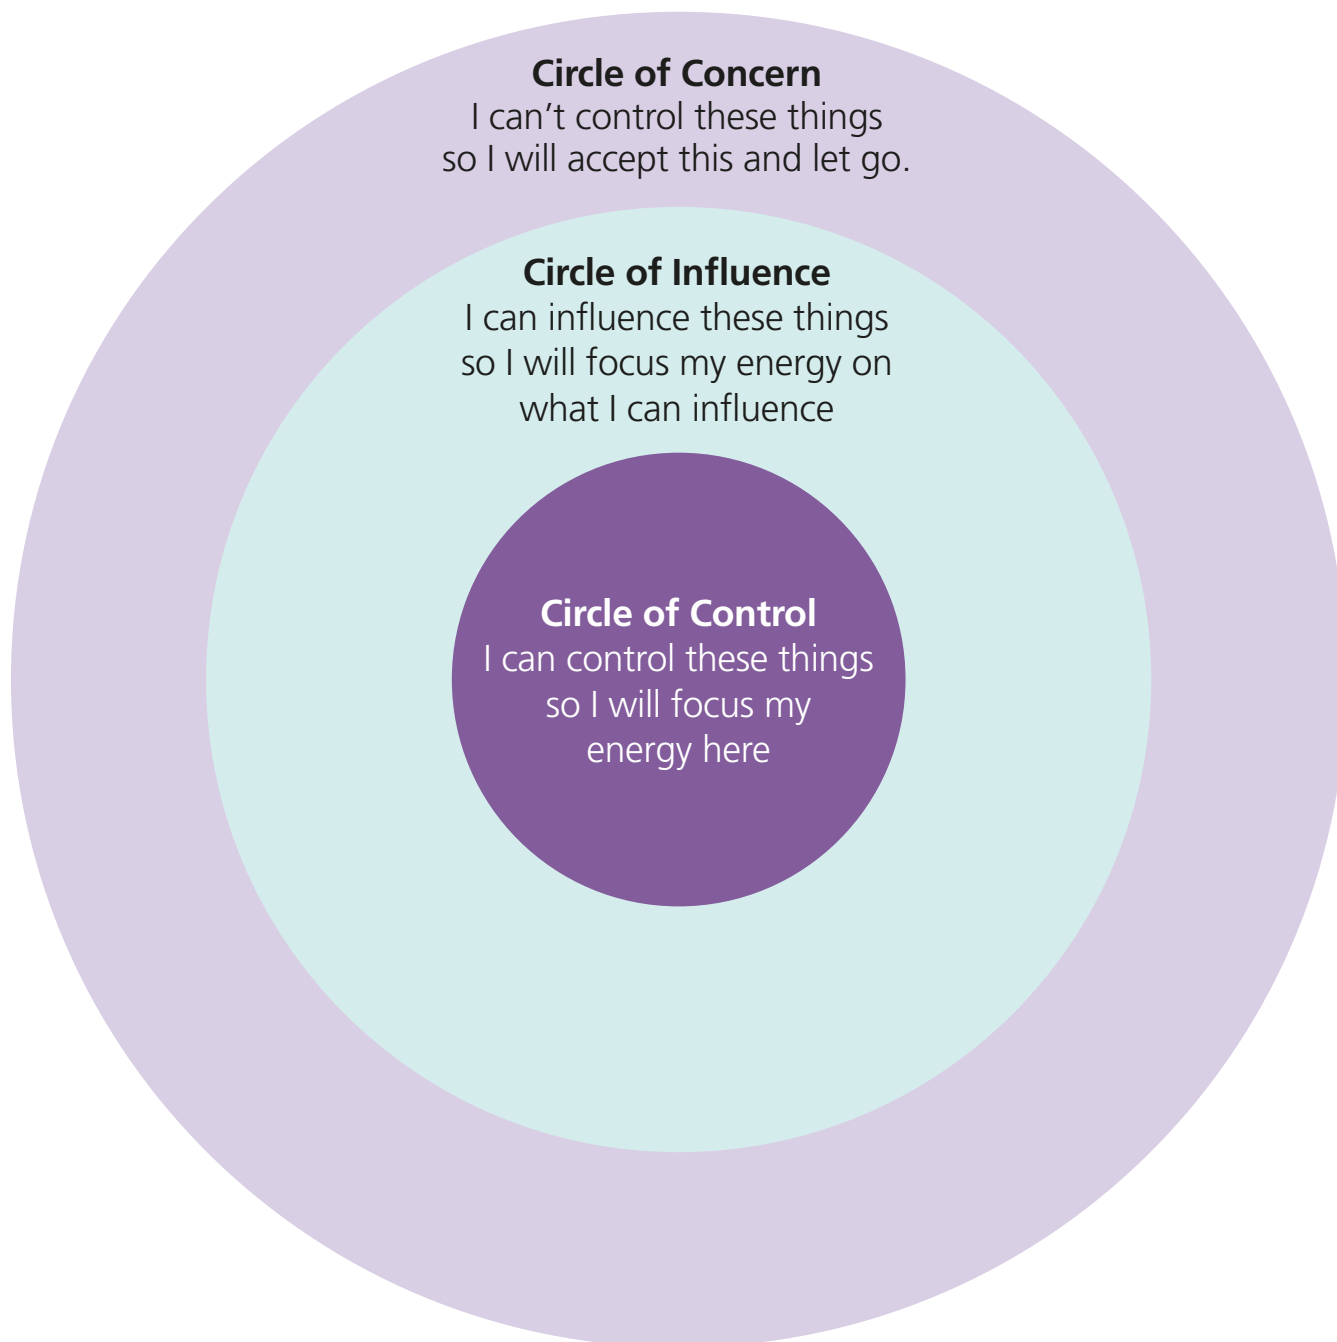 Circle of Concern
I can’t control these things
so I will accept this and let go.
Circle of Influence
I can influence these things
so I will focus my energy on
what I can influence
Circle of Control
I can control these things
so I will focus my
energy here